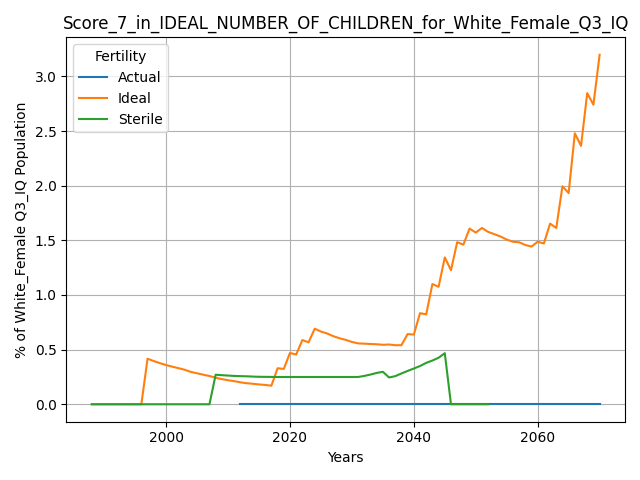 Score_7_in_IDEAL_NUMBER_OF_CHILDREN_for_White_Female_Q3_IQ
Fertility
Actual
Ideal
Sterile
% of White_Female Q3_IQ Population
3.0
2.5
2.0
1.5
1.0
0.5
0.0
2000 2020 2040 2060
Years